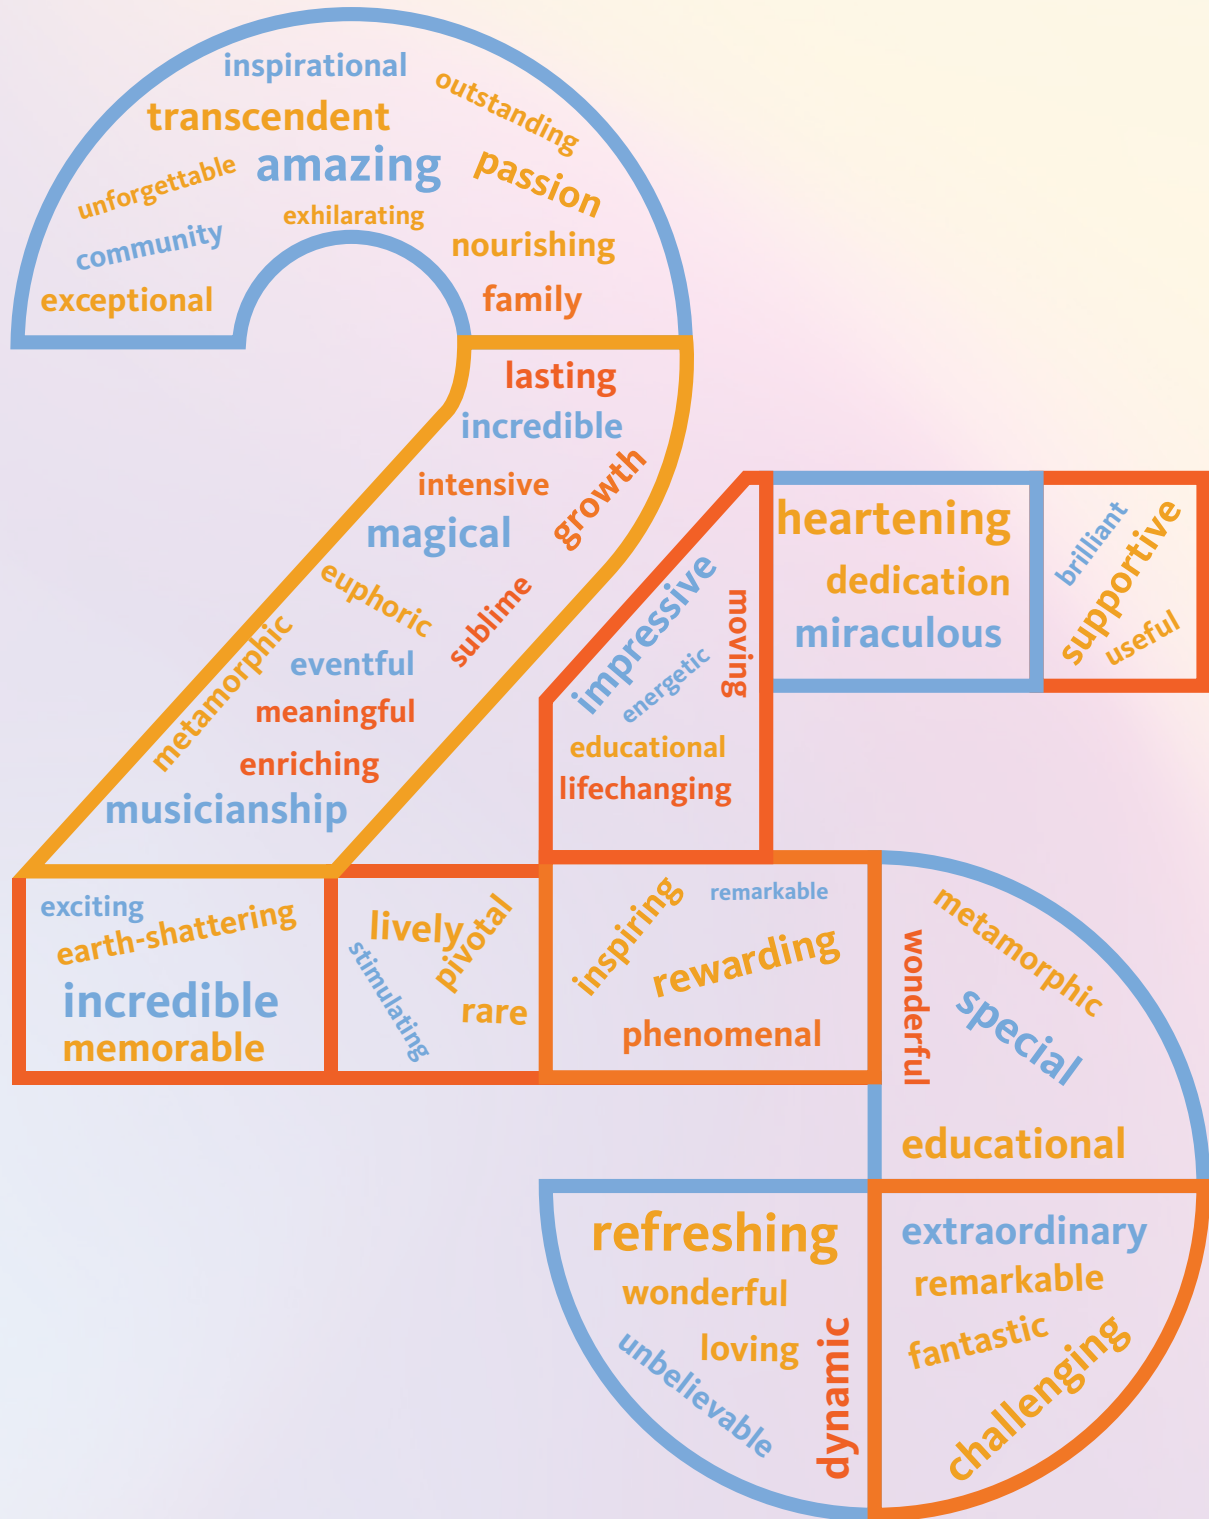 inspirational
outstanding
transcendent
amazing
passion
unforgettable
exhilarating
community
nourishing
exceptional
family
lasting
incredible
intensive
growth
magical
euphoric
sublime
metamorphic
eventful
meaningful
enriching
musicianship
impressive
moving
energetic
educational
lifechanging
heartening
dedication
miraculous
brilliant
supportive
useful
exciting
earth-shattering
incredible
memorable
lively
pivotal
stimulating
rare
inspiring
remarkable
rewarding
phenomenal
metamorphic
wonderful
special
educational
refreshing
wonderful
loving
unbelievable
dynamic
extraordinary
remarkable
fantastic
challenging